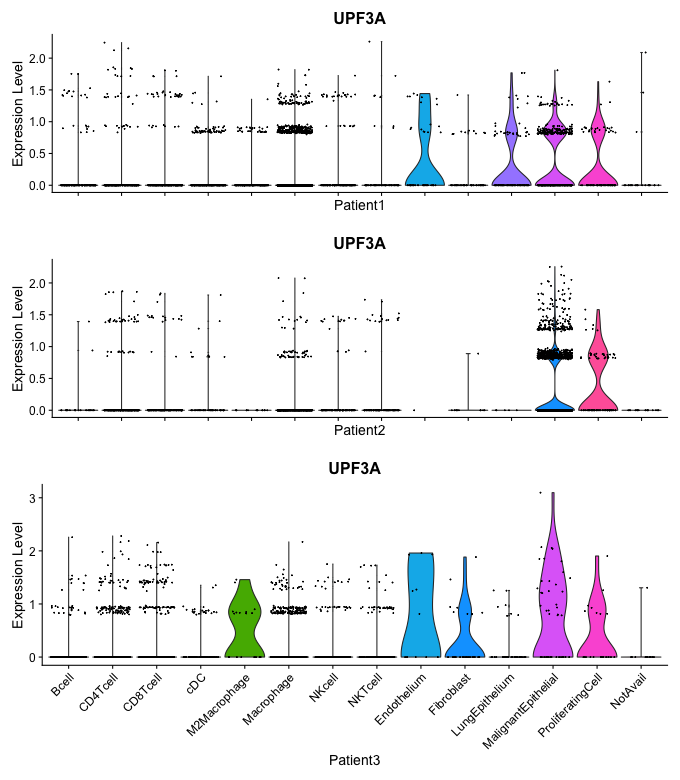 UPF3A
Expression Level
2.0
1.5
1.0
0.5
0.0
Patient1
UPF3A
Expression Level
2.0
1.5
1.0
0.5
0.0
Patient2
UPF3A
Expression Level
3
2
1
0
Bcell
CD4Tcell
CD8Tcell
cDC
M2Macrophage
Macrophage
NKcell
NKTcell
Endothelium
Fibroblast
LungEpithelium
MalignantEpithelial
ProliferatingCell
NotAvail
Patient3